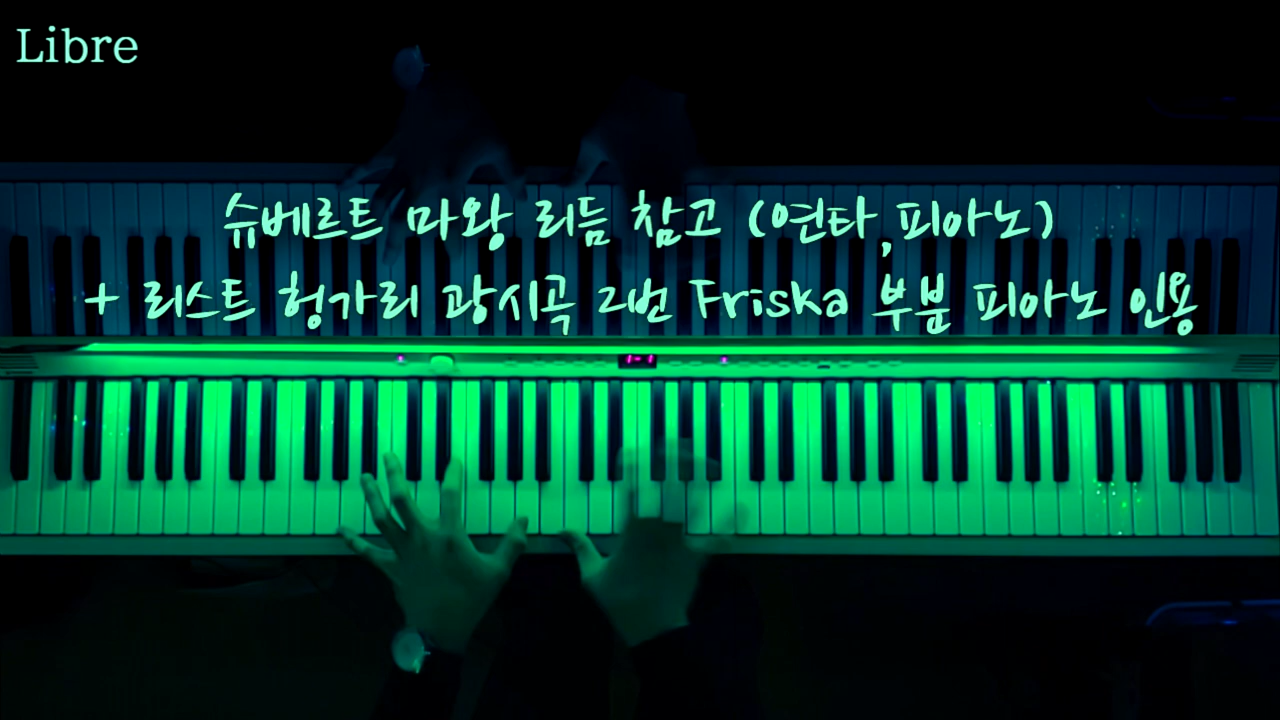 Libre
슈베르트 마왕 리듬 참고 (연타,피아노)
+ 리스트 헝가리 광시곡 2번 Friska 부분 피아노 인용